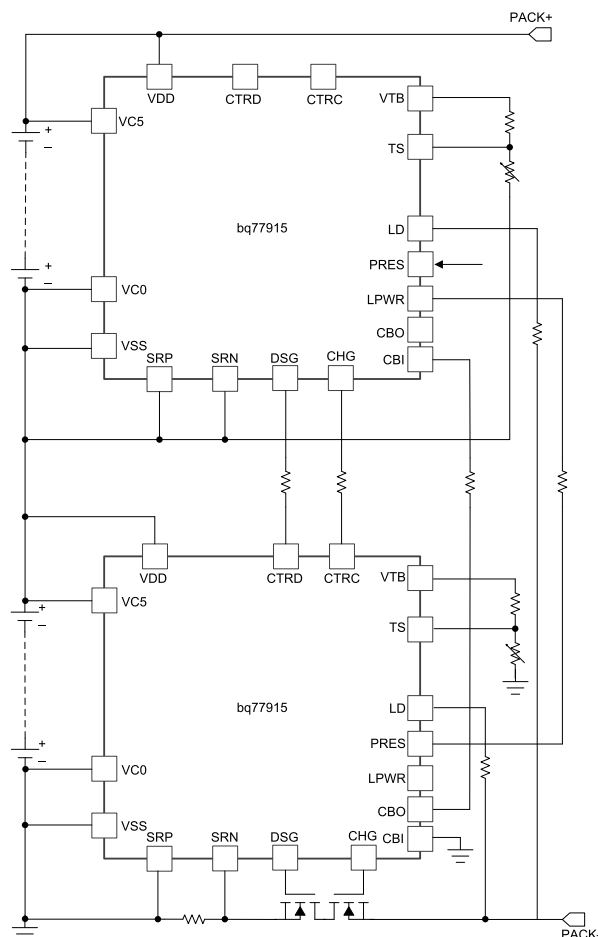 PACK+
VDD
CTRD
CTRC
VTB
+
VC5
–
TS
bq77915
LD
PRES
+
LPWR
–
VC0
CBO
VSS
SRP
SRN
DSG
CHG
CBI
VDD
CTRD
CTRC
VTB
+
VC5
–
TS
bq77915
LD
PRES
+
–
VC0
LPWR
CBO
VSS
SRP
SRN
DSG
CHG
CBI
PACK-